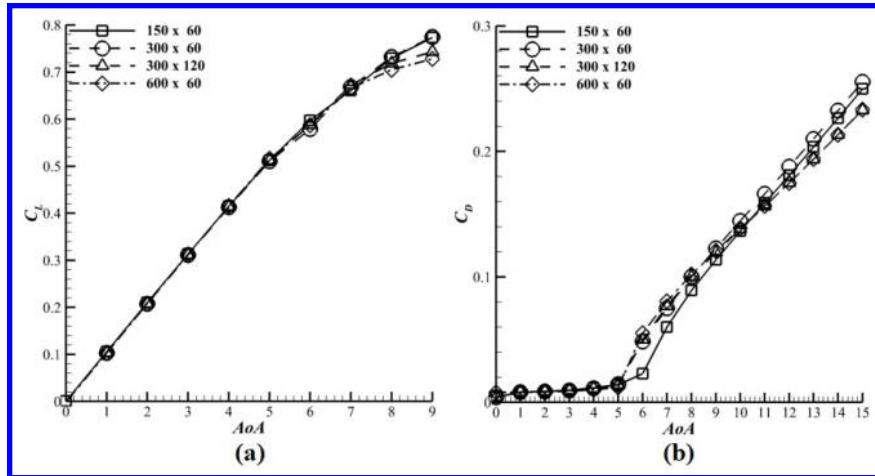 0.8
0.7
0.6
0.5
0.4
0.3
0.2
0.1
0
C_L
150 x 60
300 x 60
300 x 120
600 x 60
0 1 2 3 4 5 6 7 8 9
AoA
(a)
0.3
0.2
0.1
0
C_D
150 x 60
300 x 60
300 x 120
600 x 60
0 1 2 3 4 5 6 7 8 9 10 11 12 13 14 15
AoA
(b)